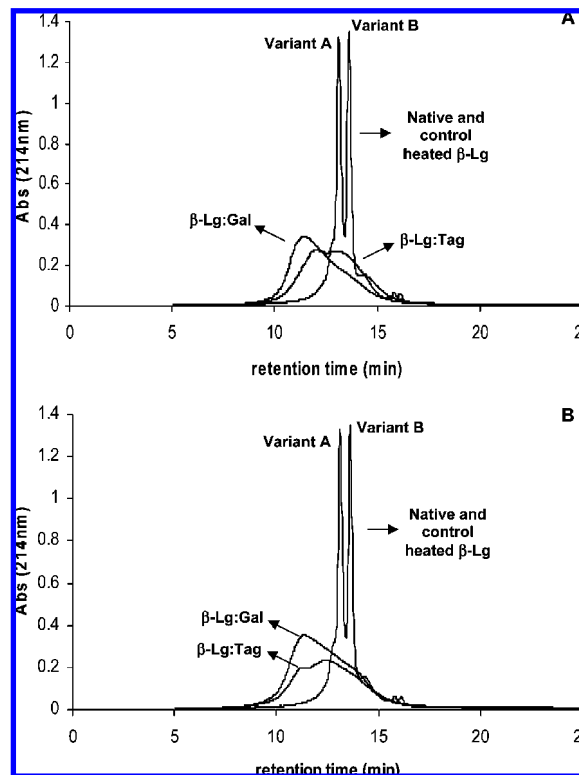 A
1.4
Variant B
Variant A
1.2
1
Native and
control
heated β-Lg
0.8
Abs (214nm)
0.6
β-Lg:Gal
β-Lg:Tag
0.4
0.2
0
0 5 10 15 20
retention time (min)
B
1.4
Variant B
Variant A
1.2
1
Native and
control
heated β-Lg
0.8
Abs (214nm)
0.6
β-Lg:Gal
0.4
β-Lg:Tag
0.2
0
0 5 10 15 20
retention time (min)